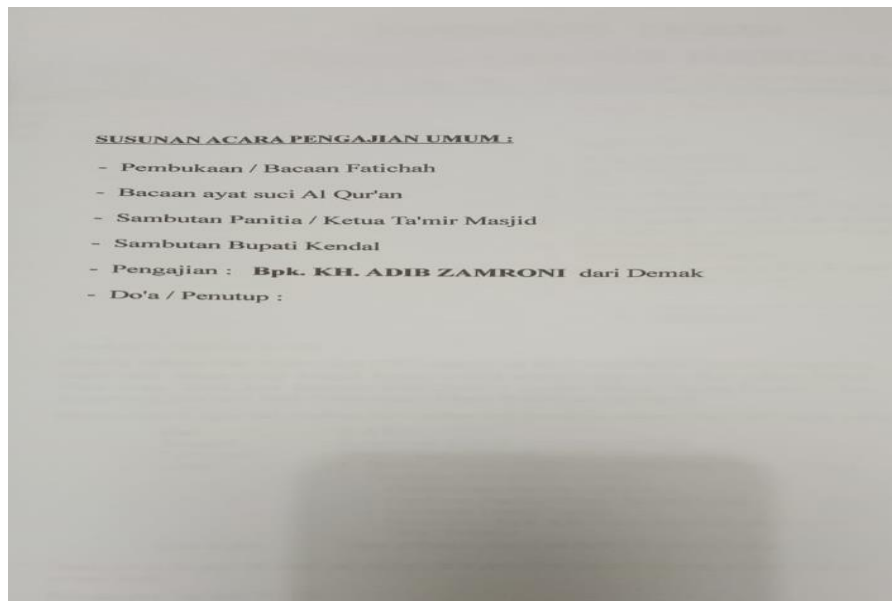 SUSUNAN ACARA PENGAJIAN UMUM :
- Pembukaan / Bacaan Fatichah
- Bacaan ayat suci Al Qur'an
- Sambutan Panitia / Ketua Ta'mir Masjid
- Sambutan Bupati Kendal
- Pengajian : Bpk. KH. ADIB ZAMRONI dari Demak
- Do'a / Penutup :